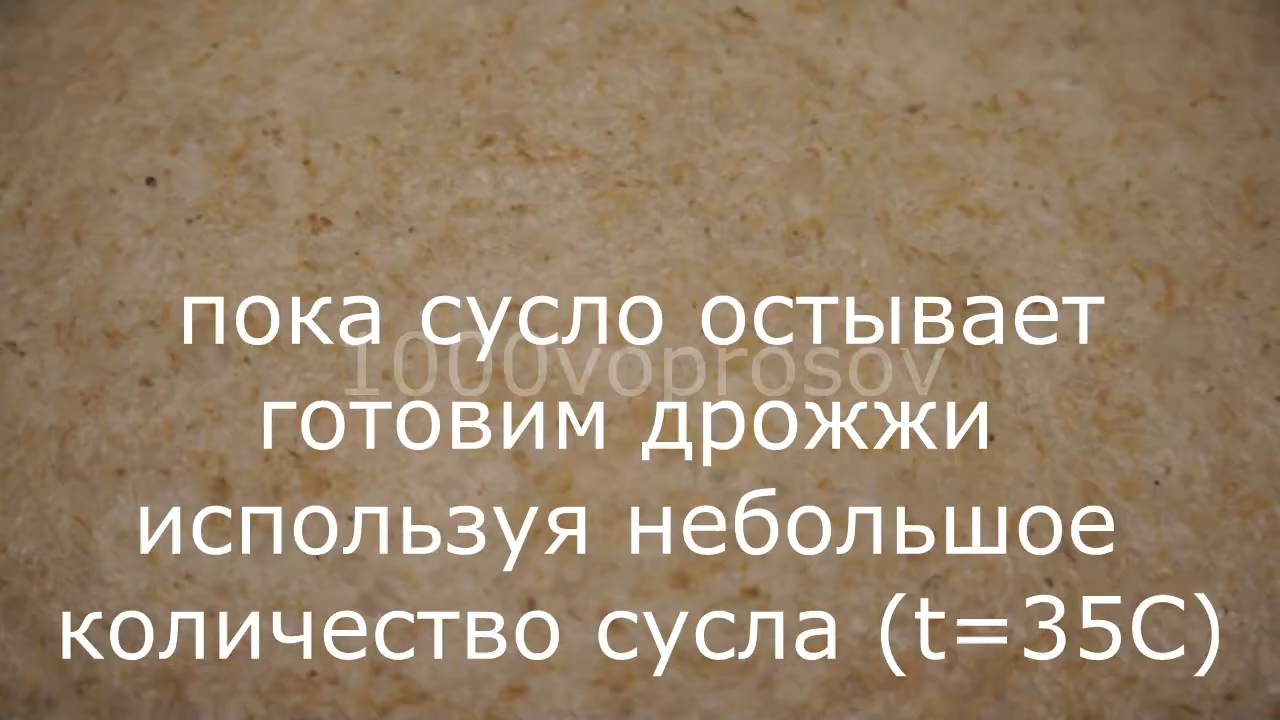 пока сусло остывает
1000voprosov
готовим дрожжи
используя небольшое
количество сусла (t=35C)